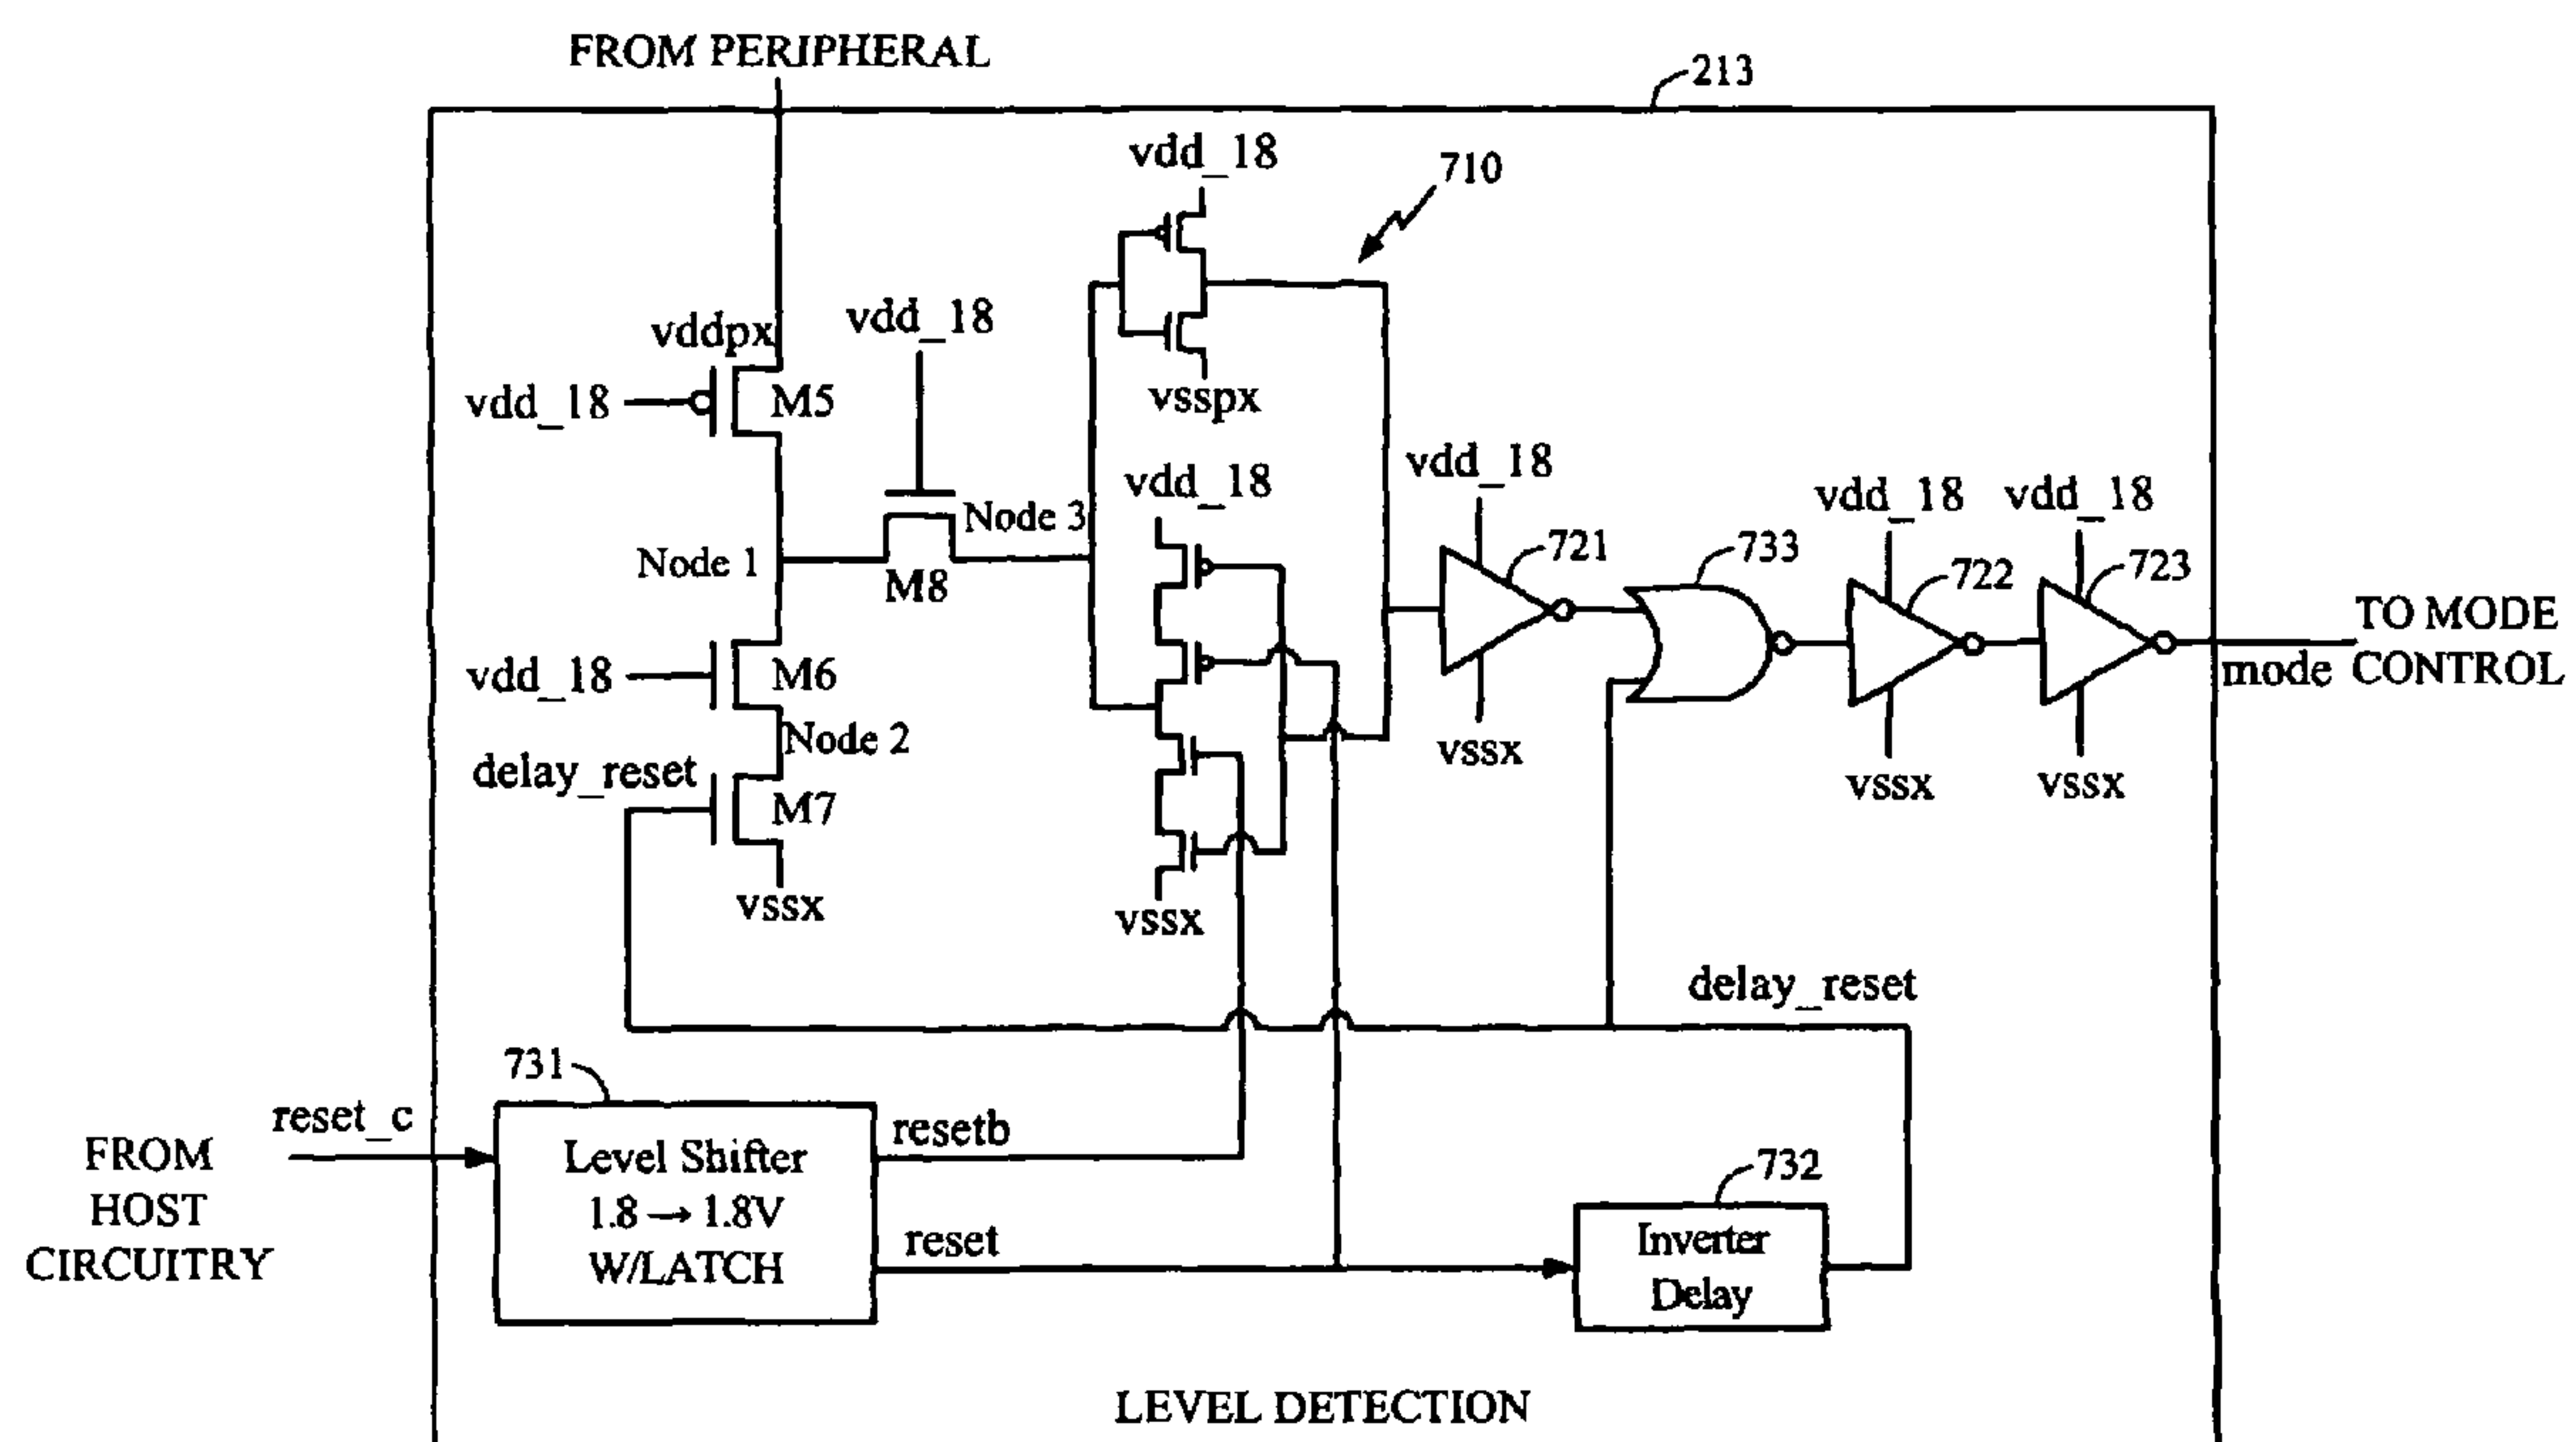 FROM PERIPHERAL
213
vdd_18
710
vddpx
vdd_18
vdd_18
M5
vsspx
vdd_18
Node 3
Node 1
M8
vdd_18
721
733
vdd_18
vdd_18
722
723
TO MODE
mode CONTROL
vdd_18
M6
Node 2
delay_reset
M7
vssx
vssx
vssx
vssx
vssx
delay_reset
731
reset_c
FROM
HOST
CIRCUITRY
Level Shifter
1.8 → 1.8V
W/LATCH
resetb
reset
732
Inverter
Delay
LEVEL DETECTION